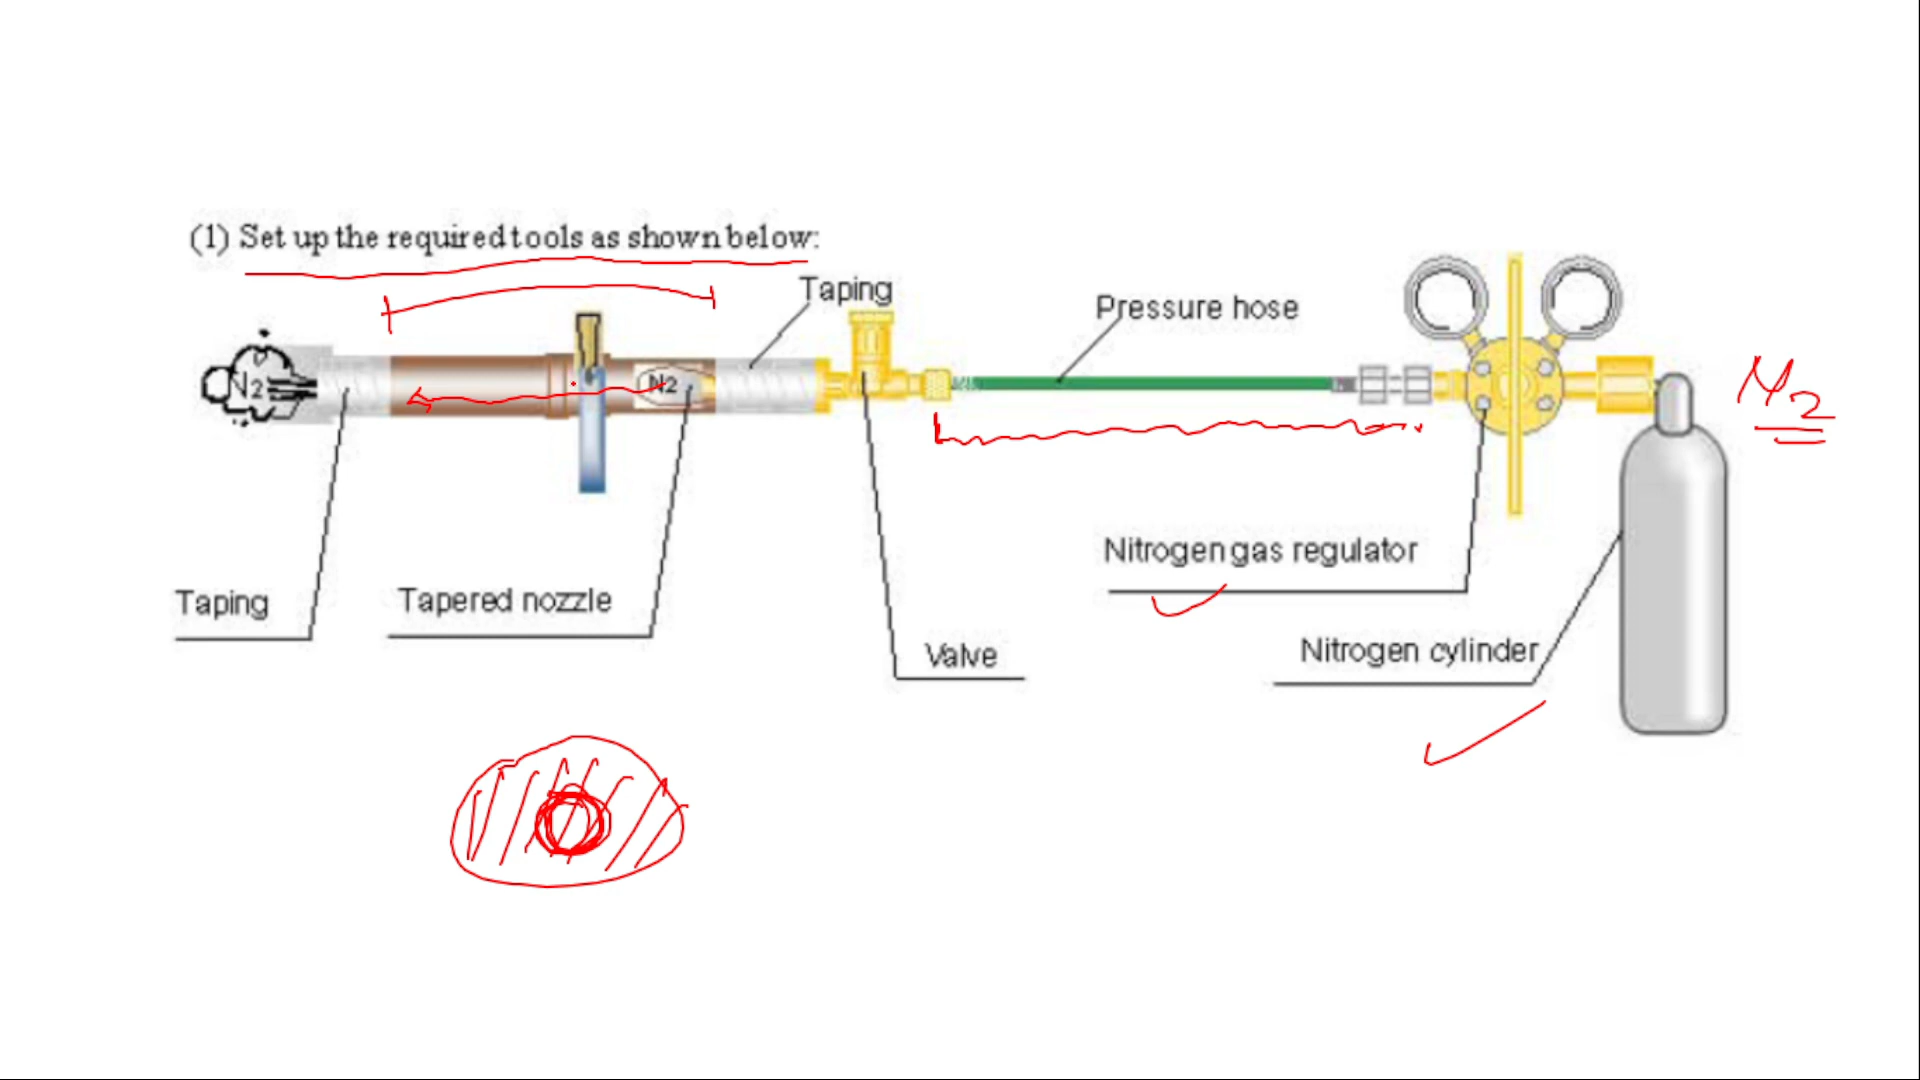 (1) Set up the required tools as shown below:
Taping
Pressure hose
N2
N2
N2
Nitrogen gas regulator
Taping
Tapered nozzle
Valve
Nitrogen cylinder